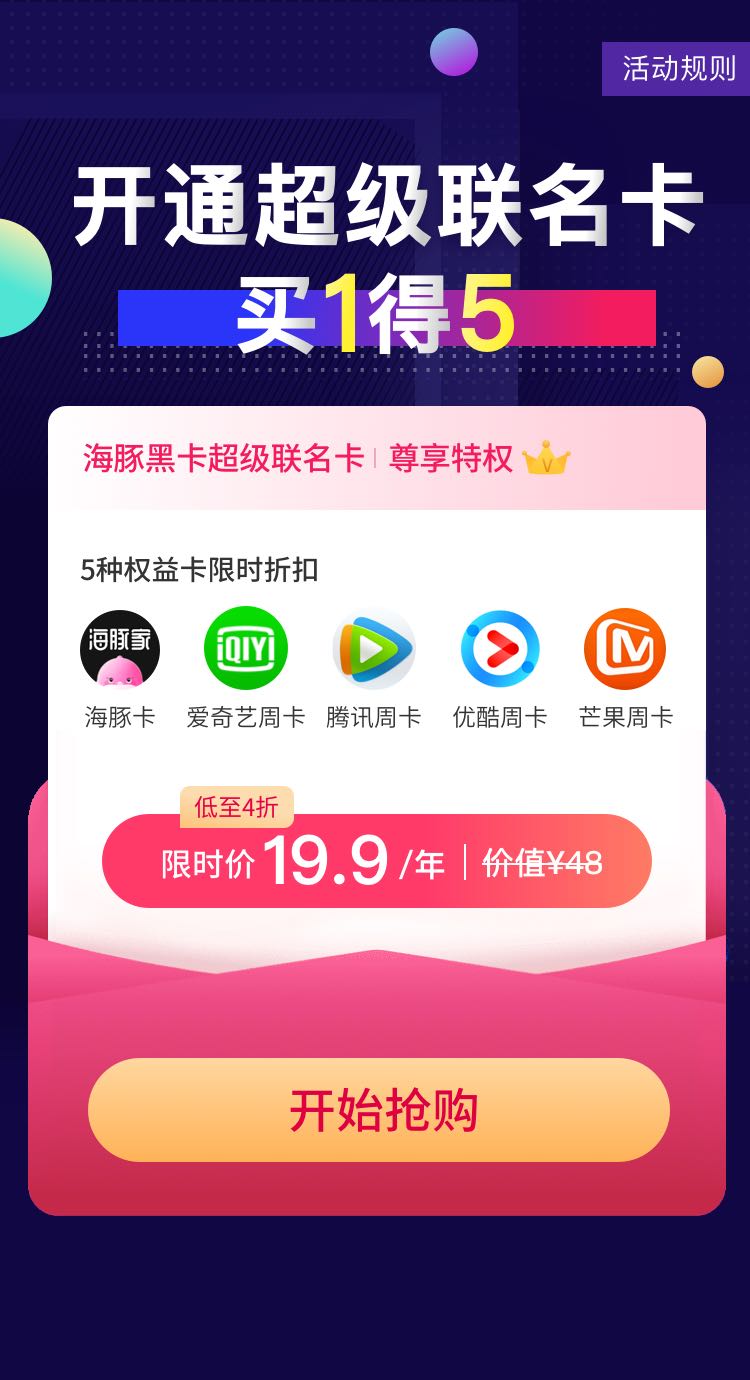 活动规则
开通超级联名卡
买1得5
海豚黑卡超级联名卡 | 尊享特权
5种权益卡限时折扣
海豚家
iQIYI
海豚卡
爱奇艺周卡
腾讯周卡
优酷周卡
芒果周卡
低至4折
限时价19.9/年 | 价值¥48
开始抢购